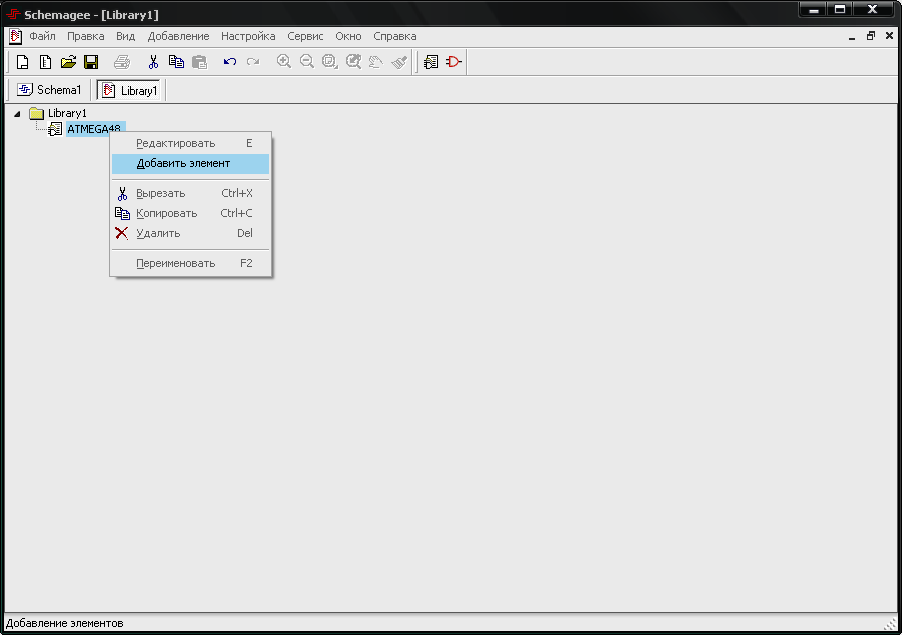 Schemagee - [Library1]
Файл Правка Вид Добавление Настройка Сервис Окно Справка
Schema1 Library1
Library1
ATMEGA48
Редактировать E
Добавить элемент
Вырезать Ctrl+X
Копировать Ctrl+C
Удалить Del
Переименовать F2
Добавление элементов